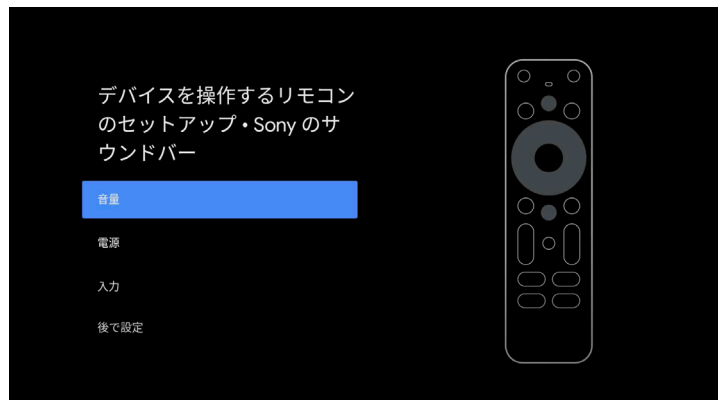 デバイスを操作するリモコン
のセットアップ • Sony のサ
ウンドバー
音量
電源
入力
後で設定